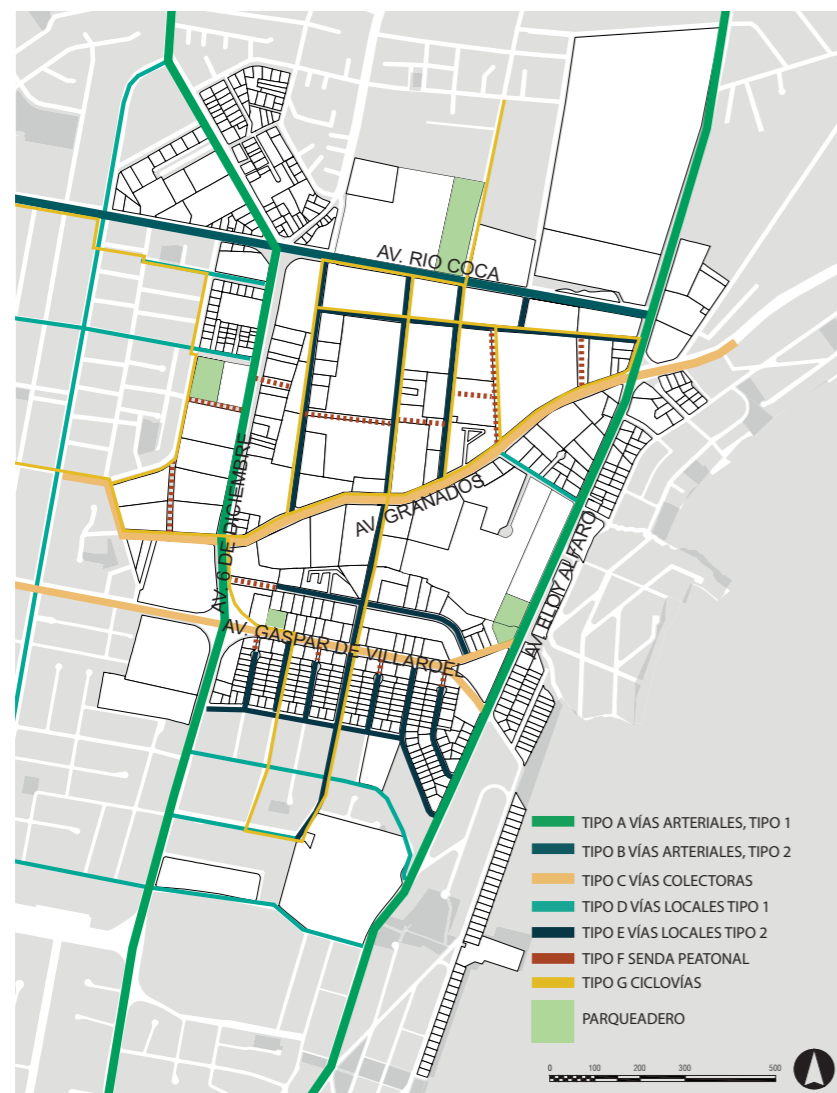 AV. RIO COCA
AV. 6 DE DICIEMBRE
AV. GRANADOS
AV. ELOY ALFARO
AV. GASPAR DE VILLAROEL
TIPO A VÍAS ARTERIALES, TIPO 1
TIPO B VÍAS ARTERIALES, TIPO 2
TIPO C VÍAS COLECTORAS
TIPO D VÍAS LOCALES TIPO 1
TIPO E VÍAS LOCALES TIPO 2
TIPO F SENDA PEATONAL
TIPO G CICLOVÍAS
PARQUEADERO
0 100 200 300 500